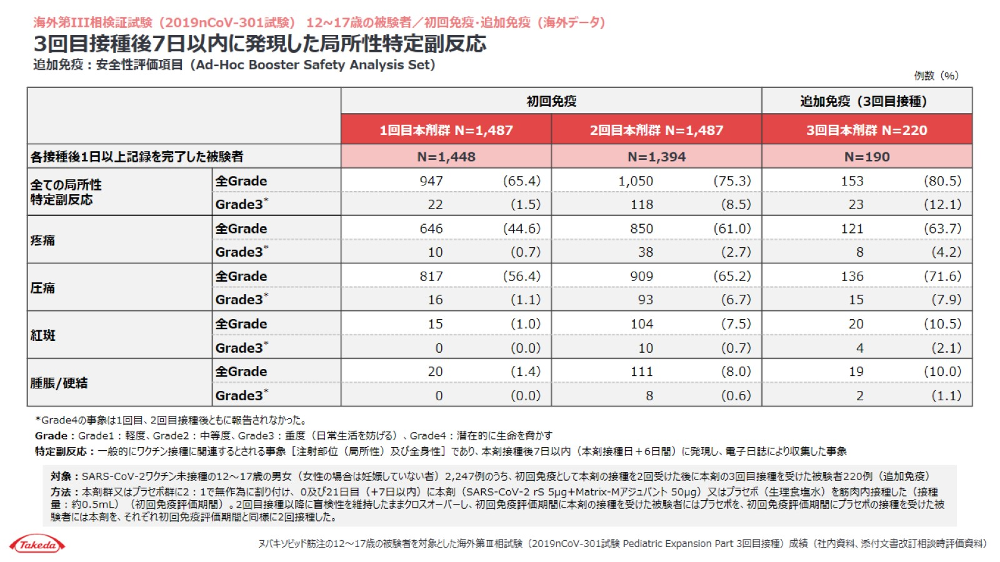 海外第III相検証試験（2019nCoV-301試験） 12~17歳の被験者／初回免疫・追加免疫（海外データ）
3回目接種後7日以内に発現した局所性特定副反応
追加免疫：安全性評価項目（Ad-Hoc Booster Safety Analysis Set）
例数（%）
初回免疫 追加免疫（3回目接種）
1回目本剤群 N=1,487 2回目本剤群 N=1,487 3回目本剤群 N=220
各接種後1日以上記録を完了した被験者 N=1,448 N=1,394 N=190
全ての局所性
特定副反応
全Grade 947 (65.4) 1,050 (75.3) 153 (80.5)
Grade3* 22 (1.5) 118 (8.5) 23 (12.1)
疼痛
全Grade 646 (44.6) 850 (61.0) 121 (63.7)
Grade3* 10 (0.7) 38 (2.7) 8 (4.2)
圧痛
全Grade 817 (56.4) 909 (65.2) 136 (71.6)
Grade3* 16 (1.1) 93 (6.7) 15 (7.9)
紅斑
全Grade 15 (1.0) 104 (7.5) 20 (10.5)
Grade3* 0 (0.0) 10 (0.7) 4 (2.1)
腫脹/硬結
全Grade 20 (1.4) 111 (8.0) 19 (10.0)
Grade3* 0 (0.0) 8 (0.6) 2 (1.1)
*Grade4の事象は1回目、2回目接種後ともに報告されなかった。
Grade：Grade1：軽度、Grade2：中等度、Grade3：重度（日常生活を妨げる）、Grade4：潜在的に生命を脅かす
特定副反応：一般的にワクチン接種に関連するとされる事象［注射部位（局所性）及び全身性］であり、本剤接種後7日以内（本剤接種日＋6日間）に発現し、電子日誌により収集した事象
対象：SARS-CoV-2ワクチン未接種の12～17歳の男女（女性の場合は妊娠していない者）2,247例のうち、初回免疫として本剤の接種を2回受けた後に本剤の3回目接種を受けた被験者220例（追加免疫）
方法：本剤群又はプラセボ群に2：1で無作為に割り付け、0及び21日目（+7日以内）に本剤（SARS-CoV-2 rS 5μg+Matrix-Mアジュバント 50μg）又はプラセボ（生理食塩水）を筋肉内接種した（接種
量：約0.5mL）（初回免疫評価期間）。2回目接種以降に盲検性を維持したままクロスオーバーし、初回免疫評価期間に本剤の接種を受けた被験者にはプラセボを、初回免疫評価期間にプラセボの接種を受けた被
験者には本剤を、それぞれ初回免疫評価期間と同様に2回接種した。
Takeda
ヌバキソビッド筋注の12～17歳の被験者を対象とした海外第Ⅲ相試験（2019nCoV-301試験 Pediatric Expansion Part 3回目接種）成績（社内資料、添付文書改訂相談時評価資料）